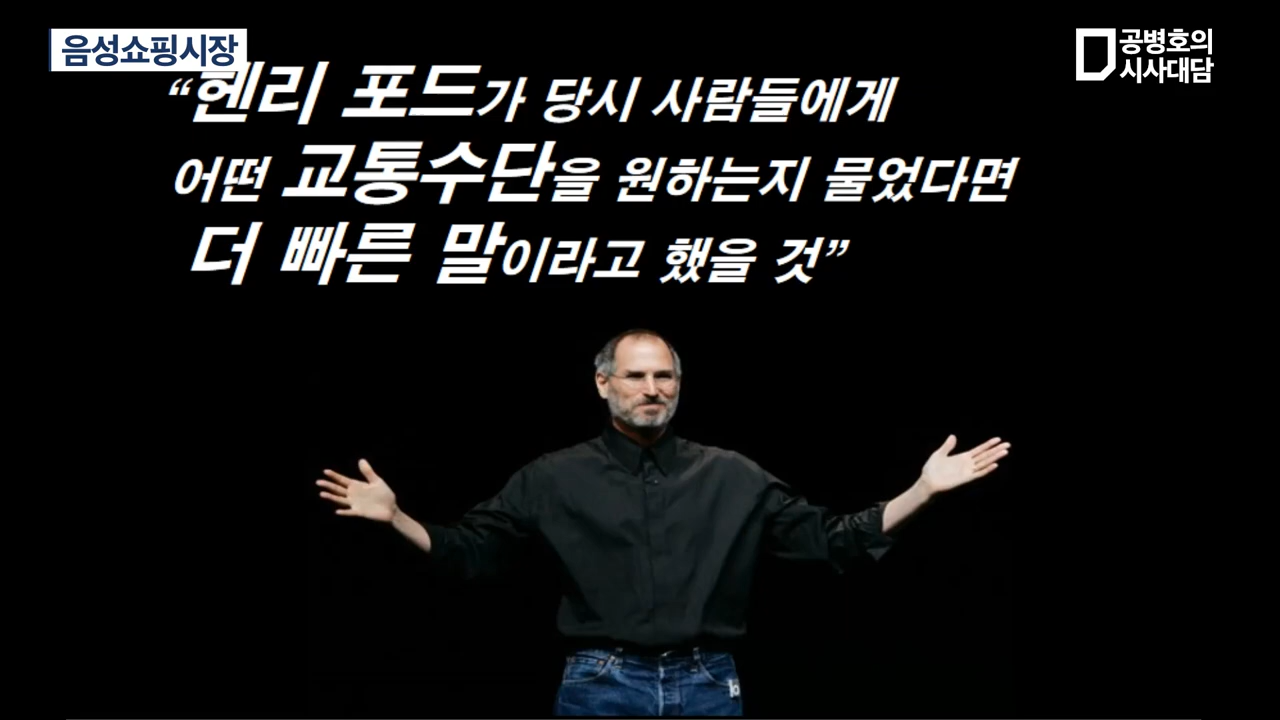 음성쇼핑시장
공병호의
시사대담
“헨리 포드가 당시 사람들에게
어떤 교통수단을 원하는지 물었다면
더 빠른 말이라고 했을 것”